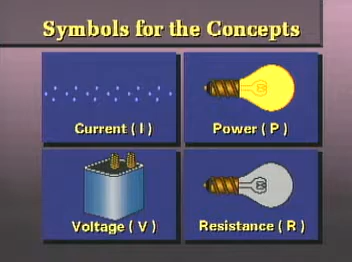 Symbols for the Concepts
Current ( I )
Power ( P )
Voltage ( V )
Resistance ( R )